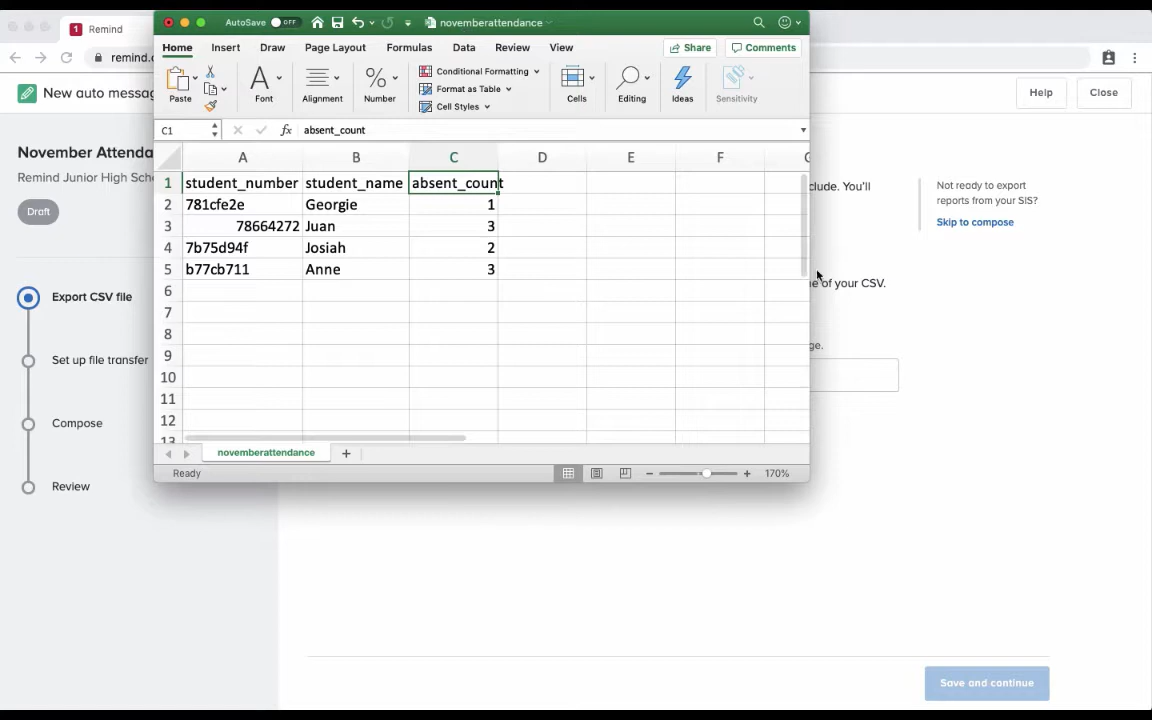 AutoSave OFF novemberattendance
1 Remind
Home Insert Draw Page Layout Formulas Data Review View Share Comments
remind.
Paste Font Alignment Number Conditional Formatting Format as Table Cell Styles Cells Editing Ideas Sensitivity
New auto messag
Help Close
C1 fx absent_count
A B C D E F
1 student_number student_name absent_count
2 781cfe2e Georgie 1
3 78664272 Juan 3
4 7b75d94f Josiah 2
5 b77cb711 Anne 3
6
7
8
9
10
11
12
13
novemberattendance +
Ready 170%
November Attenda
Remind Junior High Sch
Draft
Export CSV file
Set up file transfer
Compose
Review
clude. You'll
e of your CSV.
ge.
Not ready to export
reports from your SIS?
Skip to compose
Save and continue